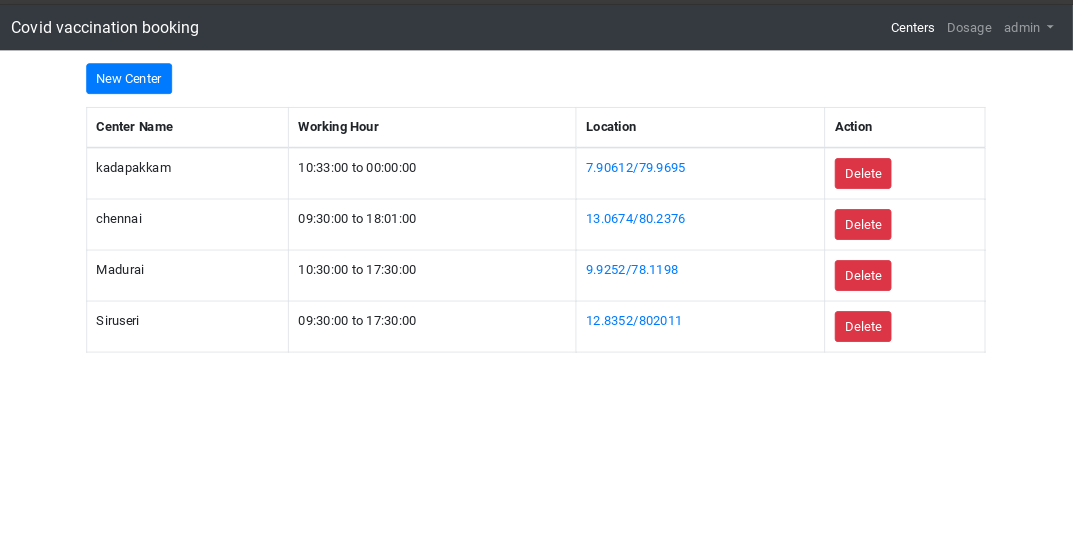 Covid vaccination booking Centers Dosage admin
New Center
Center Name Working Hour Location Action
kadapakkam 10:33:00 to 00:00:00 7.90612/79.9695 Delete
chennai 09:30:00 to 18:01:00 13.0674/80.2376 Delete
Madurai 10:30:00 to 17:30:00 9.9252/78.1198 Delete
Siruseri 09:30:00 to 17:30:00 12.8352/802011 Delete